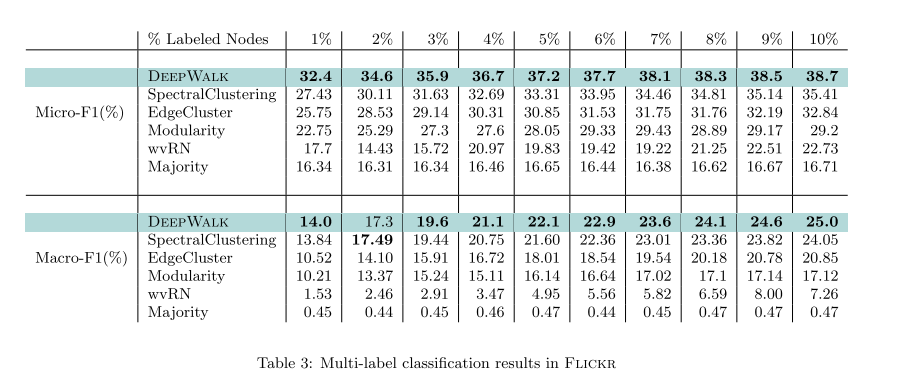 % Labeled Nodes 1% 2% 3% 4% 5% 6% 7% 8% 9% 10%
DEEPWALK 32.4 34.6 35.9 36.7 37.2 37.7 38.1 38.3 38.5 38.7
SpectralClustering 27.43 30.11 31.63 32.69 33.31 33.95 34.46 34.81 35.14 35.41
Micro-F1(%) EdgeCluster 25.75 28.53 29.14 30.31 30.85 31.53 31.75 31.76 32.19 32.84
Modularity 22.75 25.29 27.3 27.6 28.05 29.33 29.43 28.89 29.17 29.2
wvRN 17.7 14.43 15.72 20.97 19.83 19.42 19.22 21.25 22.51 22.73
Majority 16.34 16.31 16.34 16.46 16.65 16.44 16.38 16.62 16.67 16.71
DEEPWALK 14.0 17.3 19.6 21.1 22.1 22.9 23.6 24.1 24.6 25.0
SpectralClustering 13.84 17.49 19.44 20.75 21.60 22.36 23.01 23.36 23.82 24.05
Macro-F1(%) EdgeCluster 10.52 14.10 15.91 16.72 18.01 18.54 19.54 20.18 20.78 20.85
Modularity 10.21 13.37 15.24 15.11 16.14 16.64 17.02 17.1 17.14 17.12
wvRN 1.53 2.46 2.91 3.47 4.95 5.56 5.82 6.59 8.00 7.26
Majority 0.45 0.44 0.45 0.46 0.47 0.44 0.45 0.47 0.47 0.47
Table 3: Multi-label classification results in FLICKR